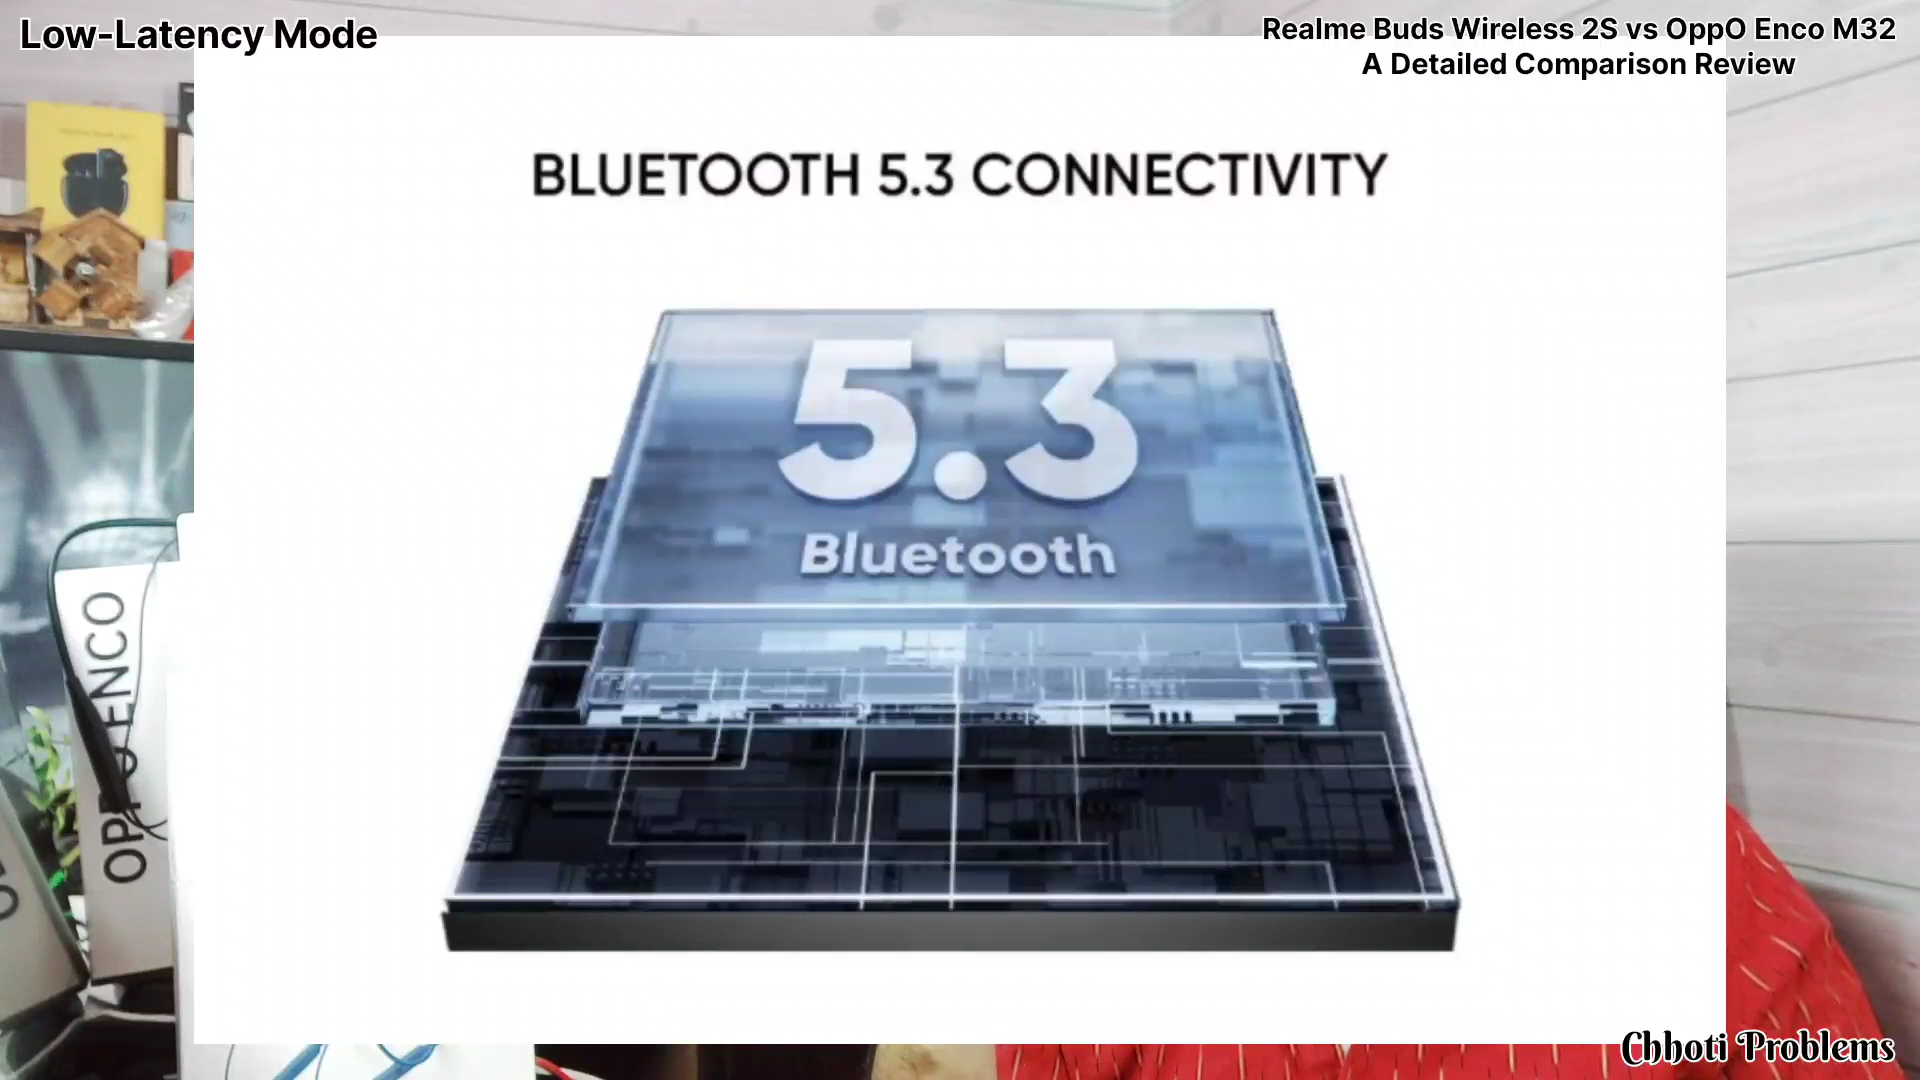 Low-Latency Mode
Realme Buds Wireless 2S vs OppO Enco M32
A Detailed Comparison Review
BLUETOOTH 5.3 CONNECTIVITY
5.3
Bluetooth
OPPO ENCO
Chhoti Problems